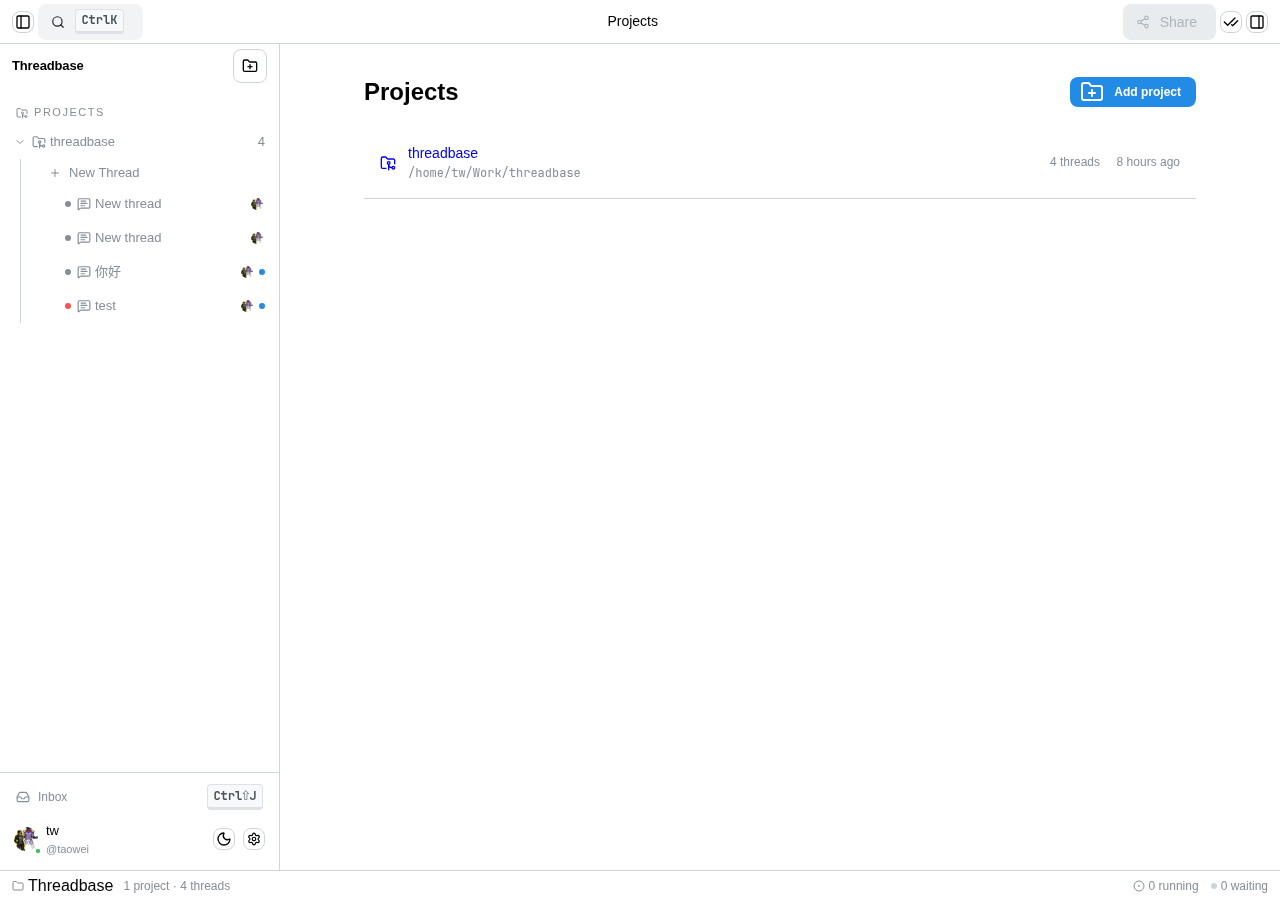 CtrlK
Projects
Share
Threadbase
PROJECTS
threadbase 4
New Thread
New thread
New thread
你好
test
Projects
Add project
threadbase
/home/tw/Work/threadbase
4 threads 8 hours ago
Inbox Ctrl⇧J
tw
@taowei
Threadbase 1 project · 4 threads
0 running 0 waiting